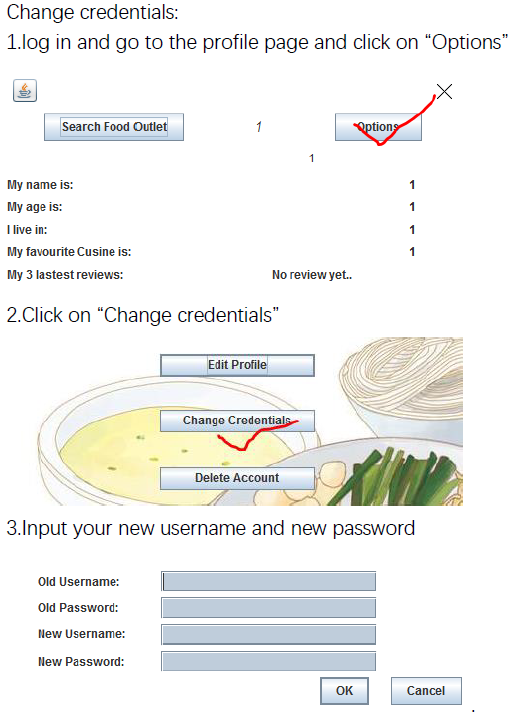 Change credentials:
1.log in and go to the profile page and click on “Options”
Search Food Outlet 1 Options
1
My name is: 1
My age is: 1
I live in: 1
My favourite Cusine is: 1
My 3 lastest reviews: No review yet..
2.Click on “Change credentials”
Edit Profile
Change Credentials
Delete Account
3.Input your new username and new password
Old Username:
Old Password:
New Username:
New Password:
OK Cancel